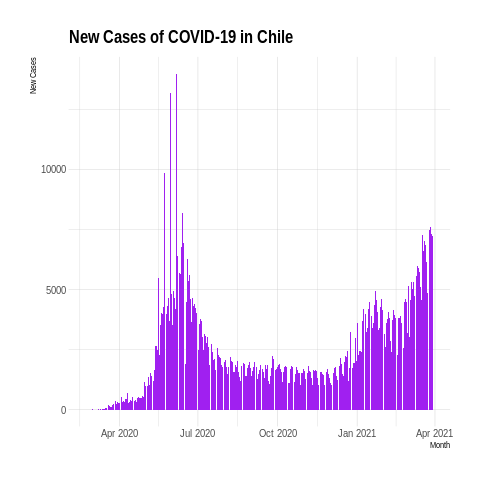 New Cases of COVID-19 in Chile
New Cases
10000
5000
0
Apr 2020 Jul 2020 Oct 2020 Jan 2021 Apr 2021
Month